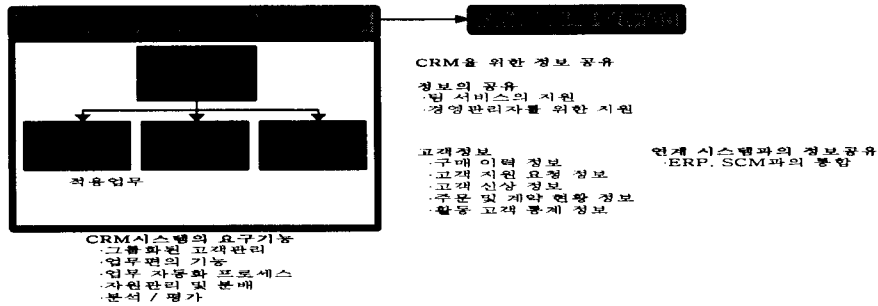 CRM을 위한 정보 공유
정보의 공유
·팀 서비스의 지원
·경영관리자를 위한 지원
고객정보
·구매 이력 정보
·고객 지원 요청 정보
·고객 신상 정보
·주문 및 계약 현황 정보
·활동 고객 통계 정보
연계 시스템과의 정보공유
·ERP, SCM과의 통합
적용업무
CRM시스템의 요구기능
·그룹화된 고객관리
·업무편의 기능
·업무 자동화 프로세스
·자원관리 및 분배
·분석 / 평가